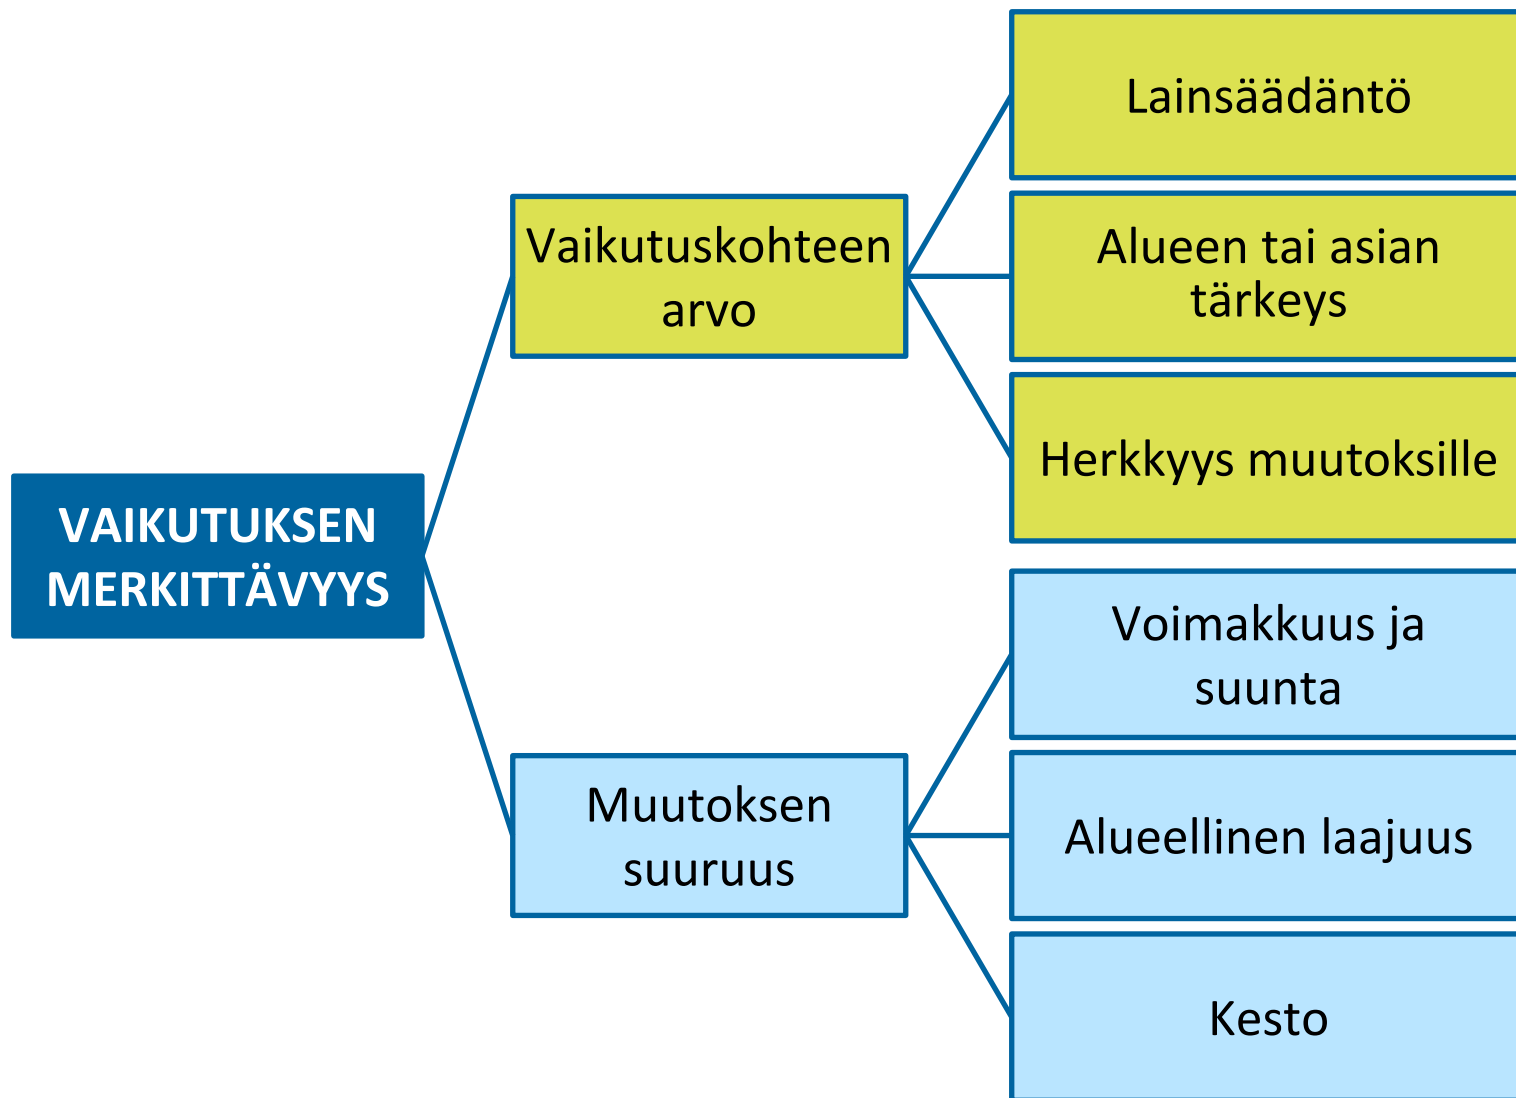 VAIKUTUKSEN
MERKITTÄVYYS
Vaikutuskohteen
arvo
Lainsäädäntö
Alueen tai asian
tärkeys
Herkkyys muutoksille
Muutoksen
suuruus
Voimakkuus ja
suunta
Alueellinen laajuus
Kesto